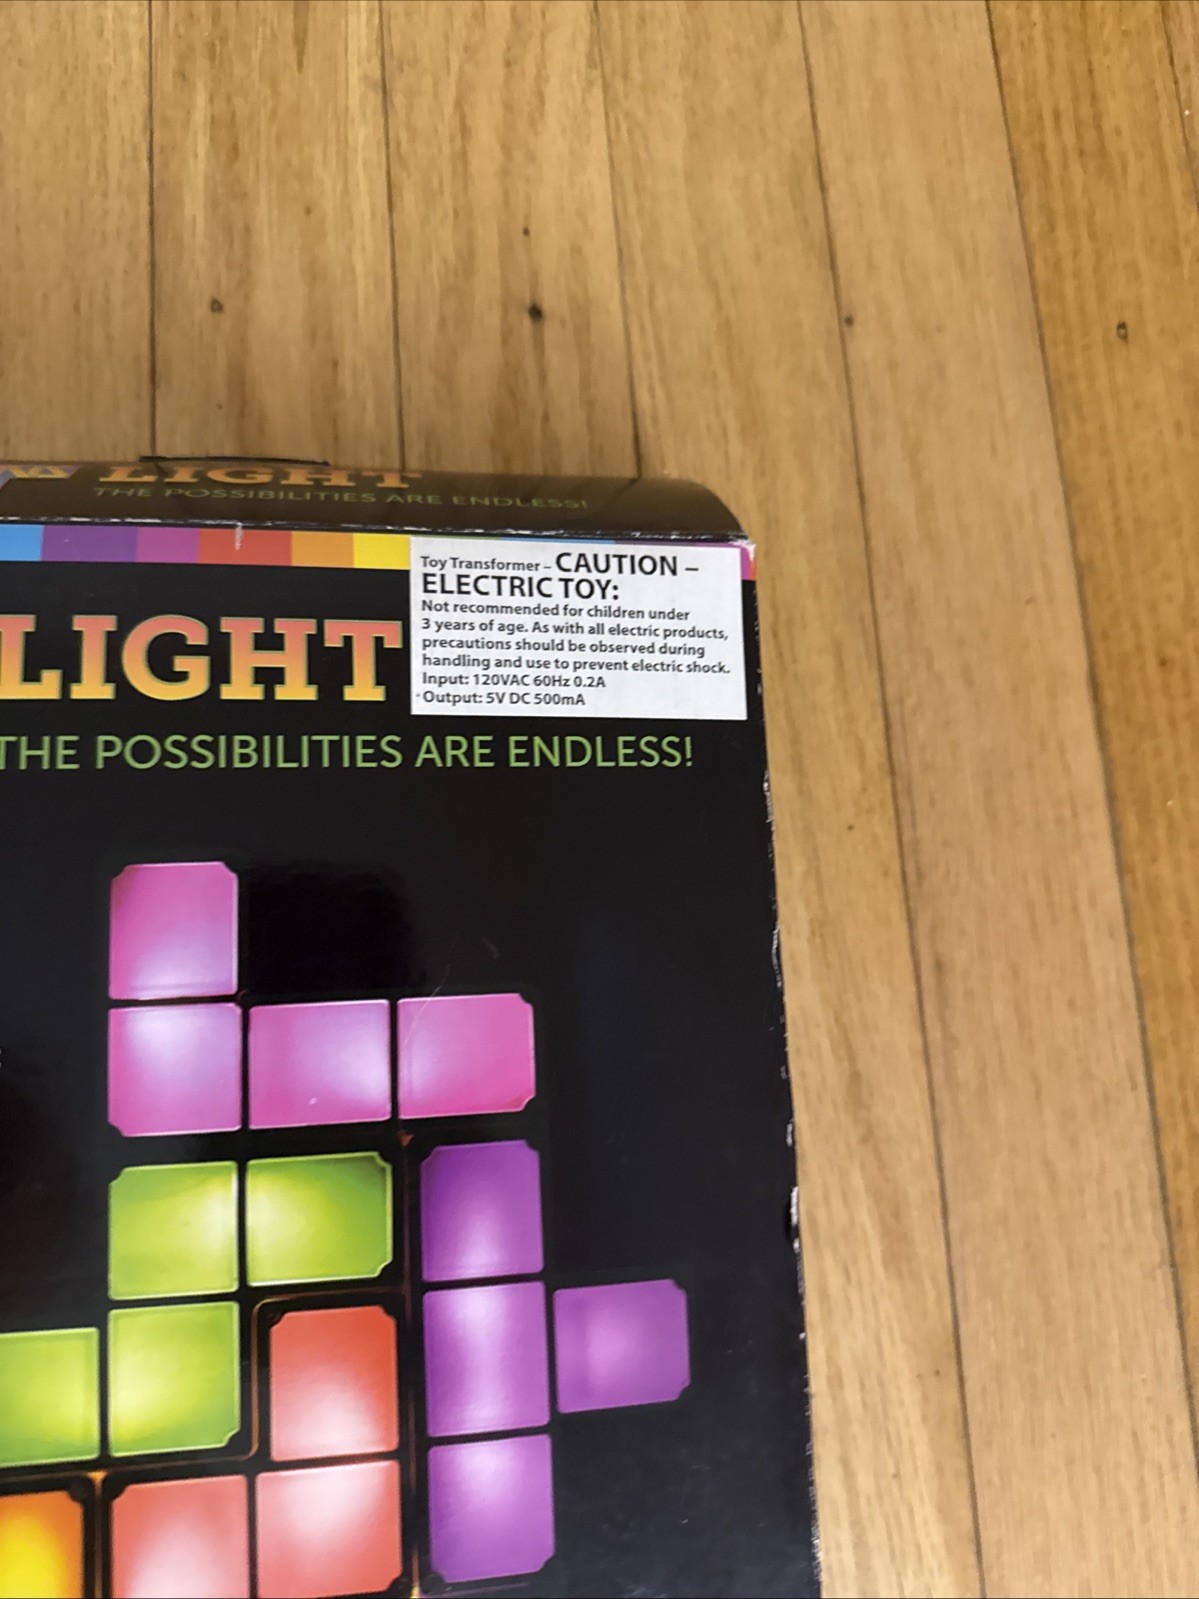 LIGHT
THE POSSIBILITIES ARE ENDLESS!
Toy Transformer – CAUTION –
ELECTRIC TOY:
Not recommended for children under
3 years of age. As with all electric products,
precautions should be observed during
handling and use to prevent electric shock.
Input: 120VAC 60Hz 0.2A
Output: 5V DC 500mA
LIGHT
THE POSSIBILITIES ARE ENDLESS!